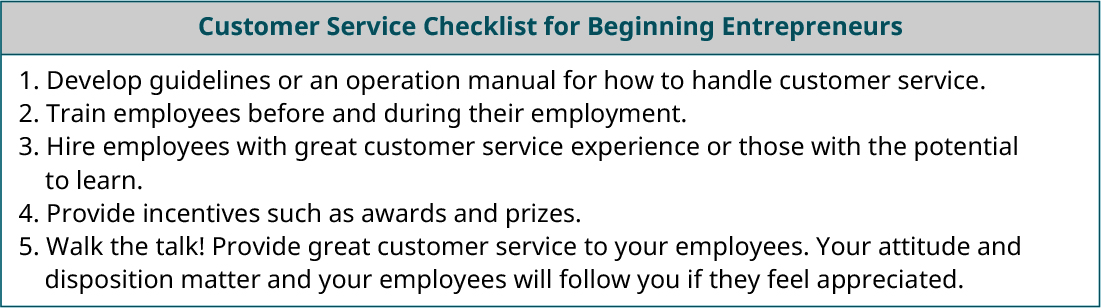 Customer Service Checklist for Beginning Entrepreneurs
1. Develop guidelines or an operation manual for how to handle customer service.
2. Train employees before and during their employment.
3. Hire employees with great customer service experience or those with the potential
to learn.
4. Provide incentives such as awards and prizes.
5. Walk the talk! Provide great customer service to your employees. Your attitude and
disposition matter and your employees will follow you if they feel appreciated.